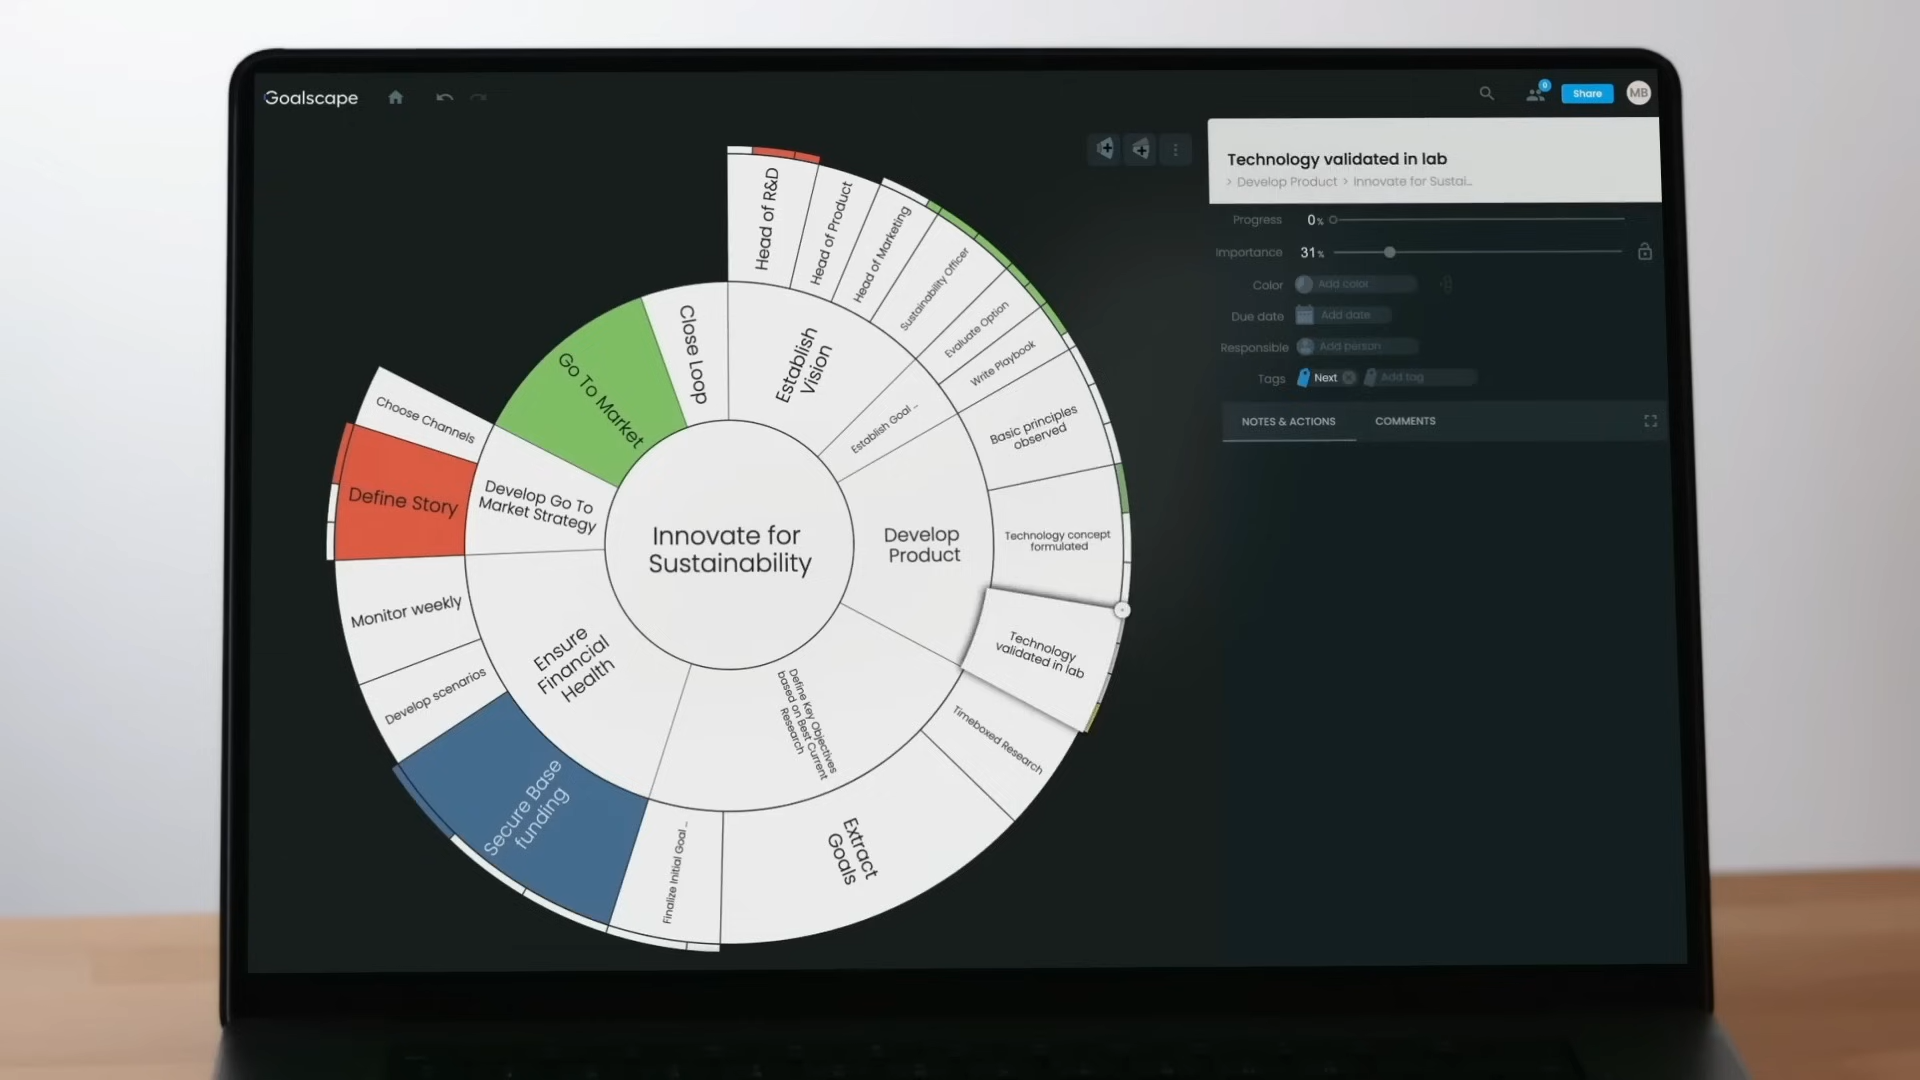 Goalscape
0
Share
MB
Technology validated in lab
> Develop Product > Innovate for Sustai...
Progress 0%
Importance 31%
Color Add color
Due date Add date
Responsible Add person
Tags Next Add tag
NOTES & ACTIONS COMMENTS
Innovate for
Sustainability
Establish
Vision
Establish Goal ...
Develop
Product
Define Key Objectives
based on Best Current
Research
Ensure
Financial
Health
Develop Go To
Market Strategy
Go To Market
Close Loop
Head of R&D
Head of Product
Head of Marketing
Sustainability Officer
Evaluate Option
Write Playbook
Basic principles
observed
Technology concept
formulated
Technology
validated in lab
Timeboxed Research
Extract
Goals
Finalize Initial Goal ...
Secure Base
funding
Develop scenarios
Monitor weekly
Define Story
Choose Channels